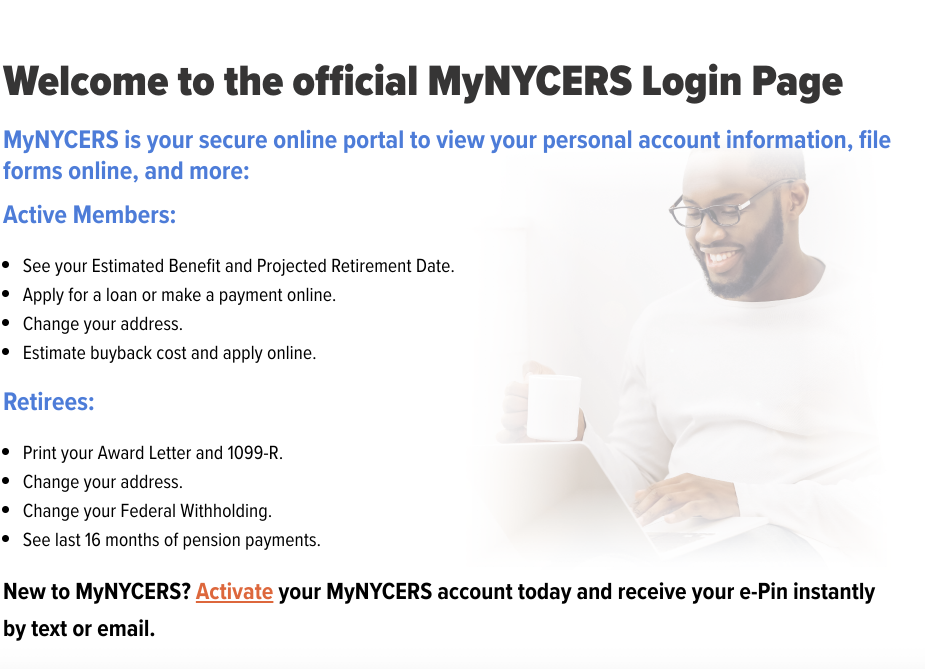 Welcome to the official MyNYCERS Login Page
MyNYCERS is your secure online portal to view your personal account information, file
forms online, and more:
Active Members:
• See your Estimated Benefit and Projected Retirement Date.
• Apply for a loan or make a payment online.
• Change your address.
• Estimate buyback cost and apply online.
Retirees:
• Print your Award Letter and 1099-R.
• Change your address.
• Change your Federal Withholding.
• See last 16 months of pension payments.
New to MyNYCERS? Activate your MyNYCERS account today and receive your e-Pin instantly
by text or email.